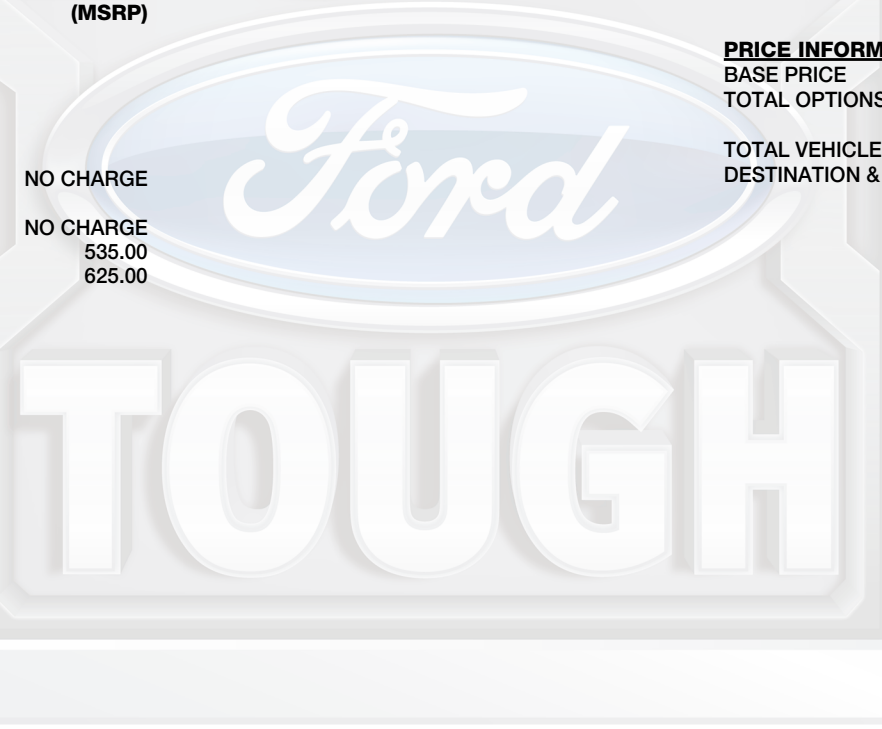 (MSRP)
NO CHARGE
NO CHARGE
535.00
625.00
PRICE INFORM
BASE PRICE
TOTAL OPTIONS
TOTAL VEHICLE
DESTINATION &
Ford
TOUGH